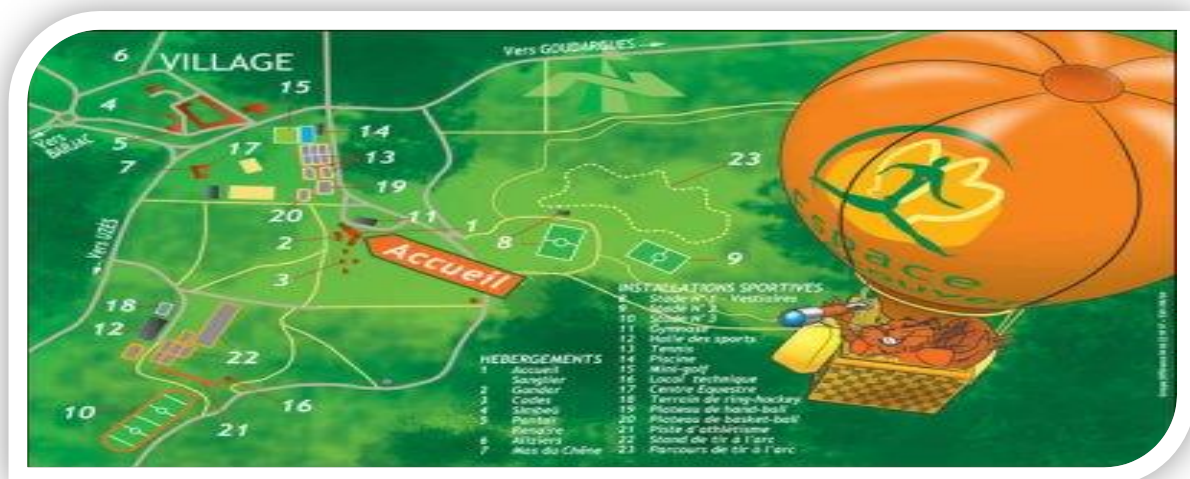 6
VILLAGE
Vers GOUDARGUES
15
4
14
5
Vers BARJAC
17
7
13
23
19
20
11
1
8
2
9
Accueil
3
Vers UZÈS
Espace
18
12
22
10
16
21
HEBERGEMENTS
1 Accueil
Sanglier
2
3 Cades
4
5
6 Aliziers
7 Mas du Chêne
INSTALLATIONS SPORTIVES
8 Stade n° 1 - Vestiaires
9 Stade n° 2
10 Stade n° 3
11 Gymnase
12 Halle des sports
13 Tennis
14 Piscine
15 Mini-golf
16 Local technique
17 Centre Equestre
18 Terrain de ring-hockey
19 Plateau de hand-ball
20 Plateau de basket-ball
21 Piste d'athlétisme
22 Stand de tir à l'arc
23 Parcours de tir à l'arc